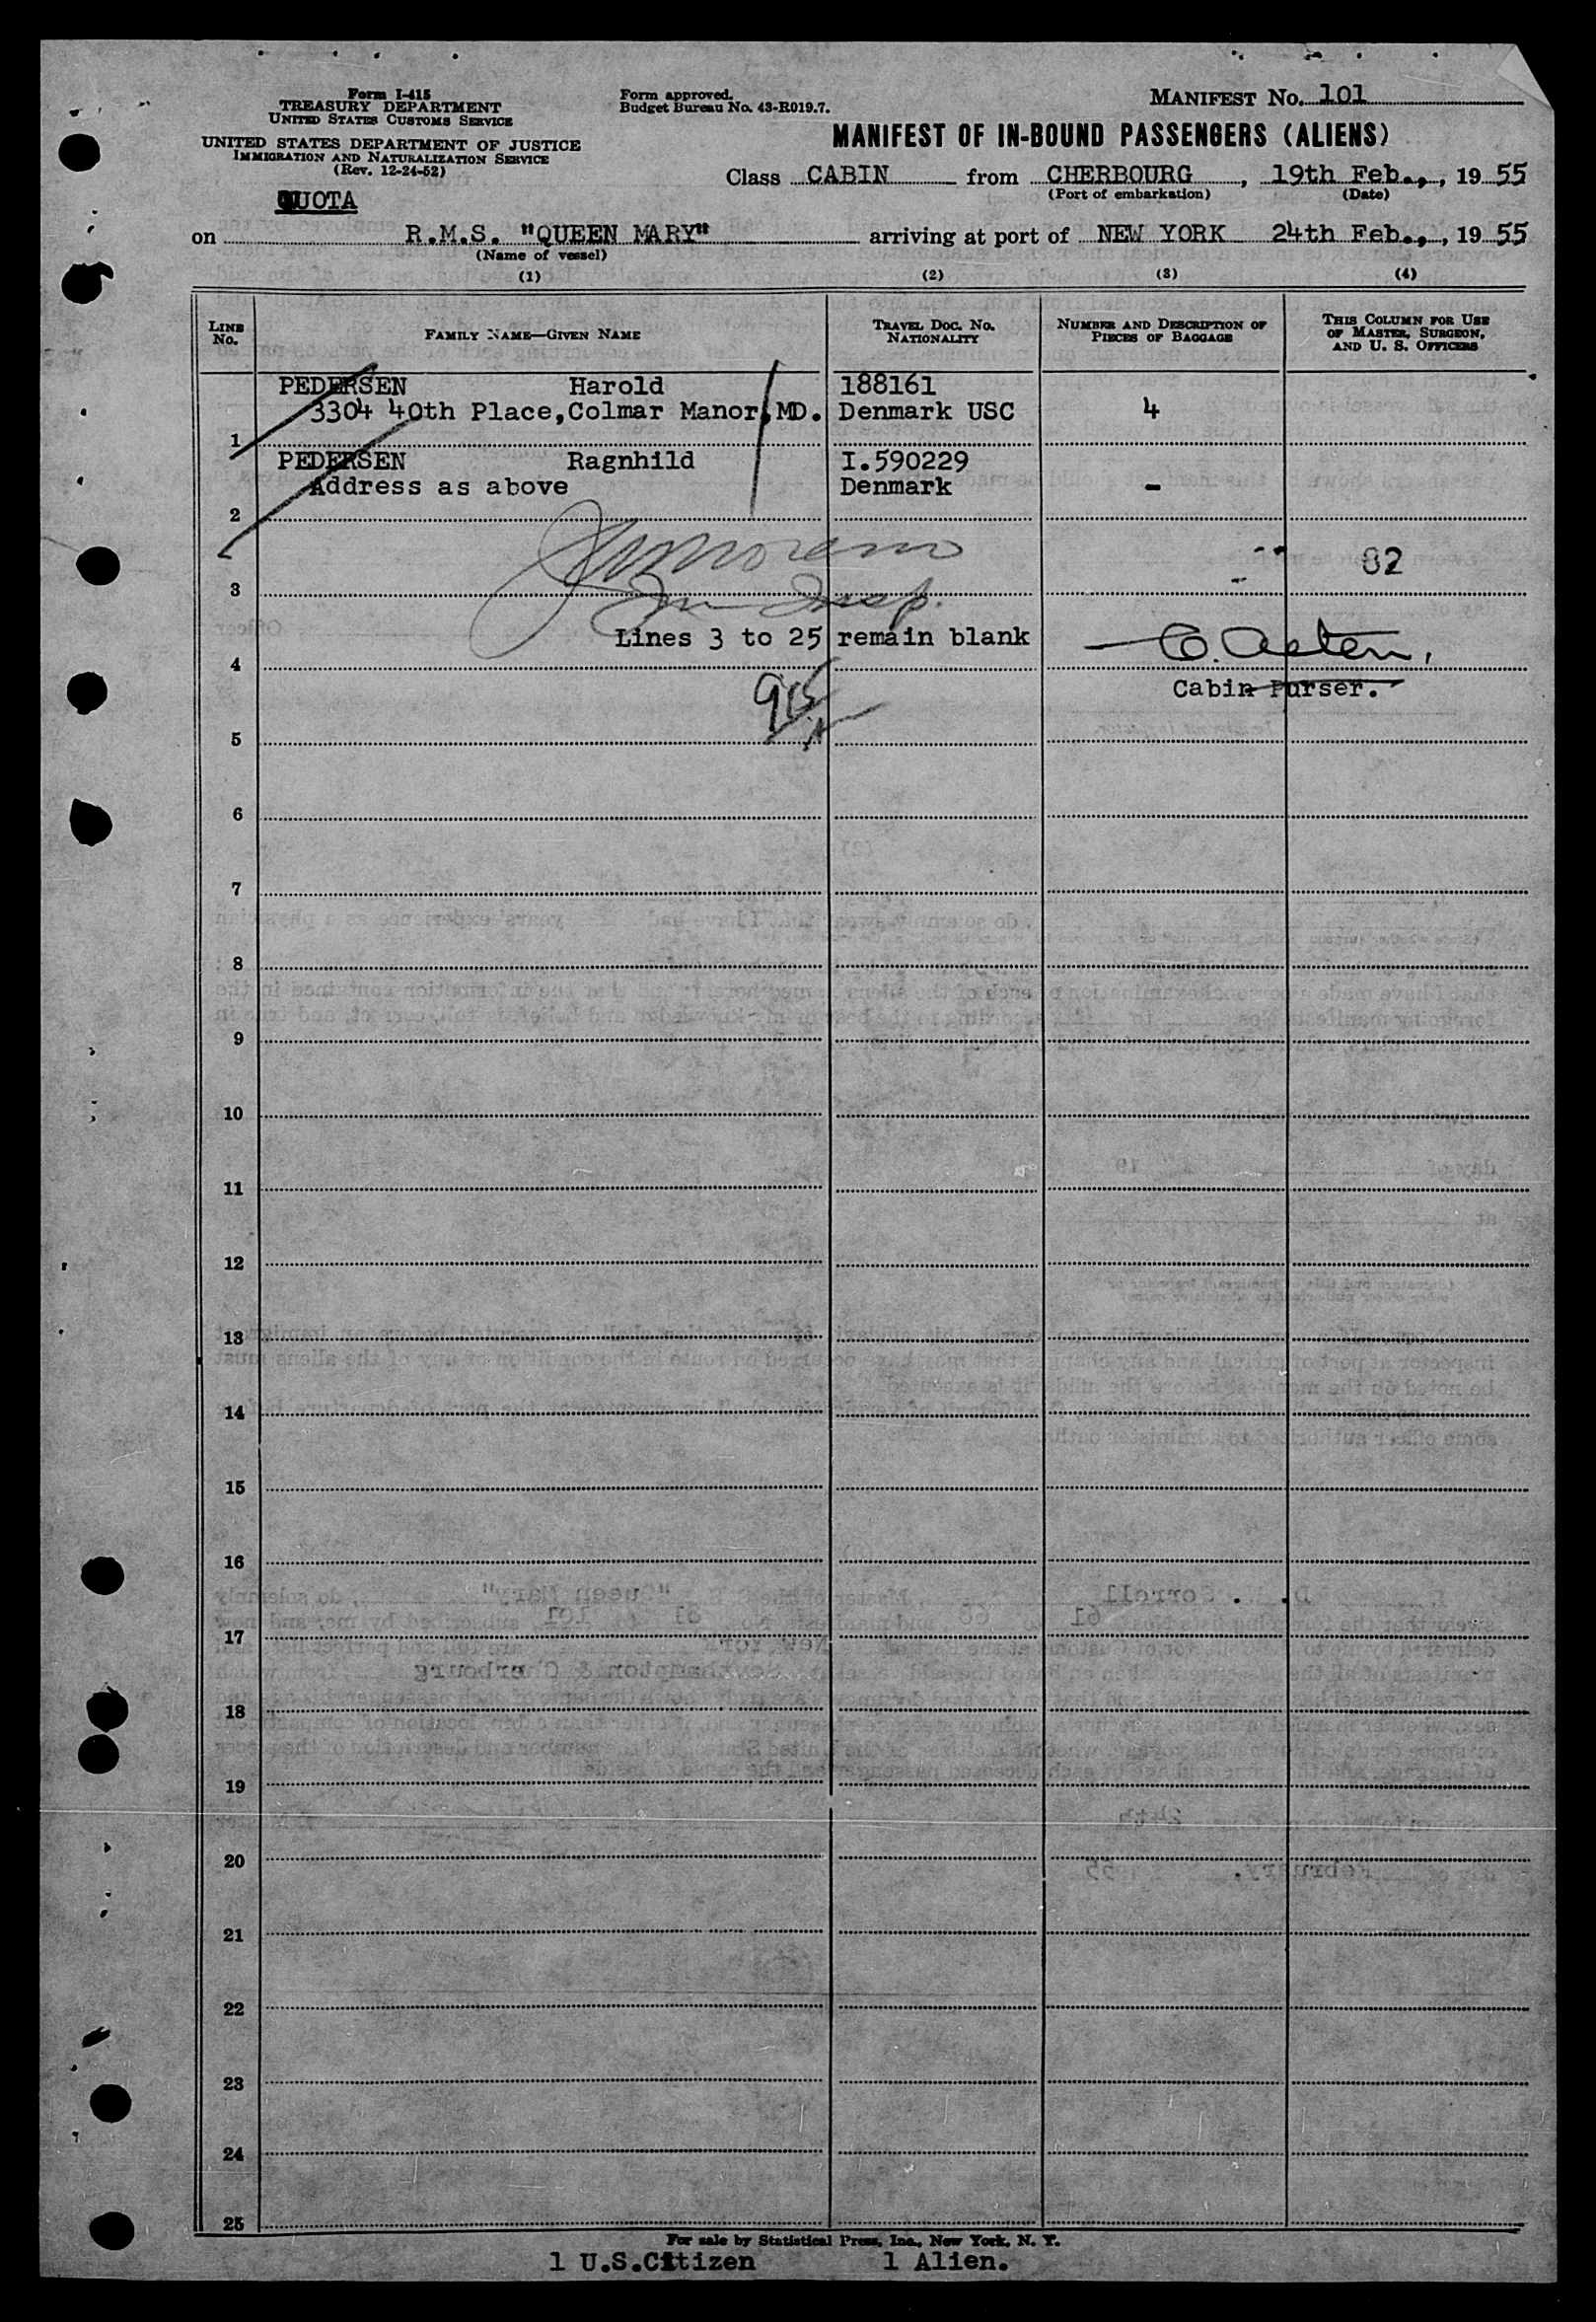 Form I-415
TREASURY DEPARTMENT
UNITED STATES CUSTOMS SERVICE
UNITED STATES DEPARTMENT OF JUSTICE
IMMIGRATION AND NATURALIZATION SERVICE
(Rev. 12-24-52)
QUOTA
Form approved.
Budget Bureau No. 43-R019.7.
MANIFEST NO. 101
MANIFEST OF IN-BOUND PASSENGERS (ALIENS)
Class CABIN from CHERBOURG, 19th Feb., 1955
(Port of embarkation) (Date)
on R.M.S. "QUEEN MARY" arriving at port of NEW YORK 24th Feb., 1955
(Name of vessel)
(1) (2) (3) (4)
LINE NO. FAMILY NAME—GIVEN NAME TRAVEL DOC. NO. NATIONALITY NUMBER AND DESCRIPTION OF PIECES OF BAGGAGE THIS COLUMN FOR USE OF MASTER, SURGEON, AND U. S. OFFICERS
PEDERSEN Harold 188161
3304 40th Place,Colmar Manor,MD. Denmark USC 4
1
PEDERSEN Ragnhild I.590229
Address as above Denmark -
2
82
3
Insp.
Lines 3 to 25 remain blank
4
Cabin Purser.
915
5
6
7
8
9
10
11
12
13
14
15
16
17
18
19
20
21
22
23
24
25
For sale by Statistical Press, Inc., New York, N. Y.
1 U.S.Citizen 1 Alien.